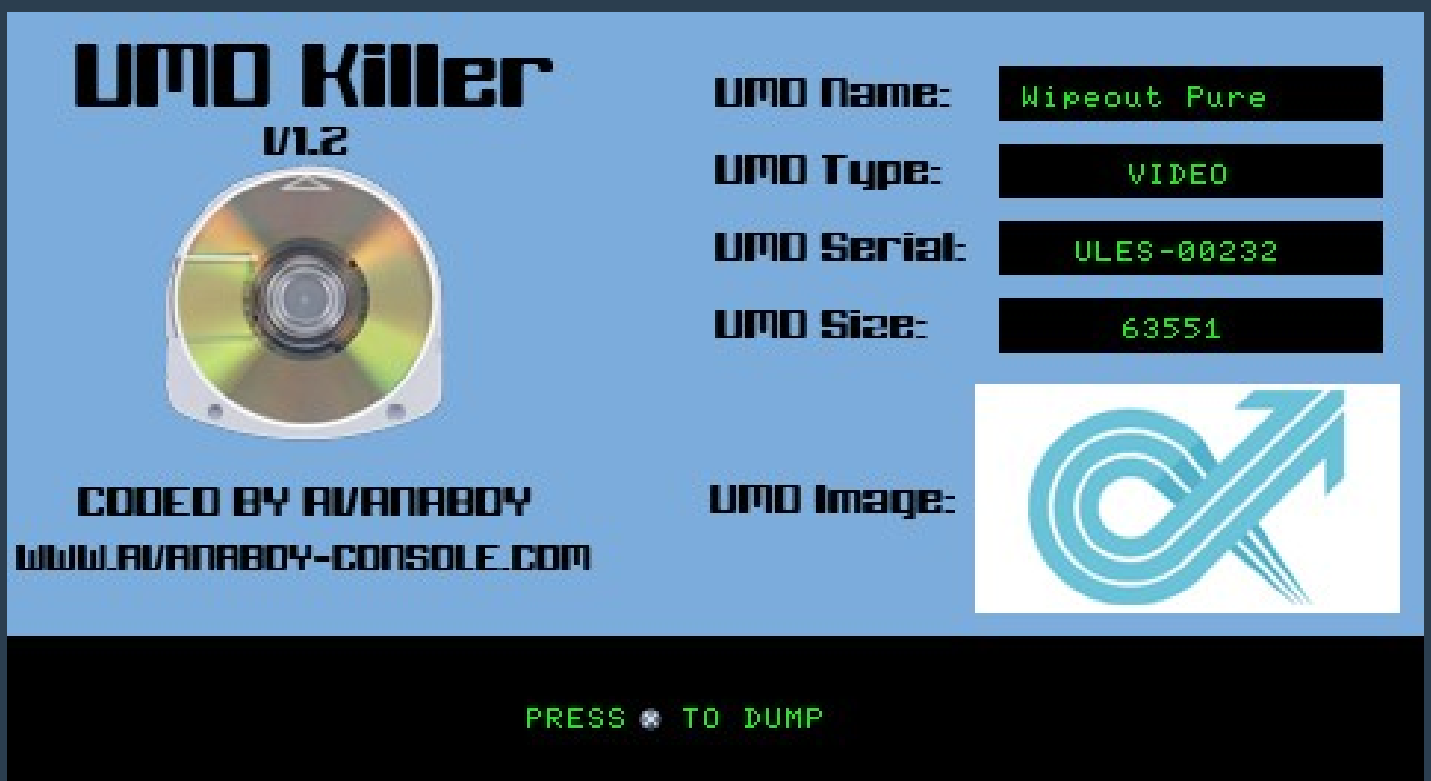 UMD Killer
V1.2
CODED BY AVANABOY
WWW.AVANABOY-CONSOLE.COM
UMD Name: Wipeout Pure
UMD Type: VIDEO
UMD Serial: ULES-00232
UMD Size: 63551
UMD Image:
PRESS ⊗ TO DUMP